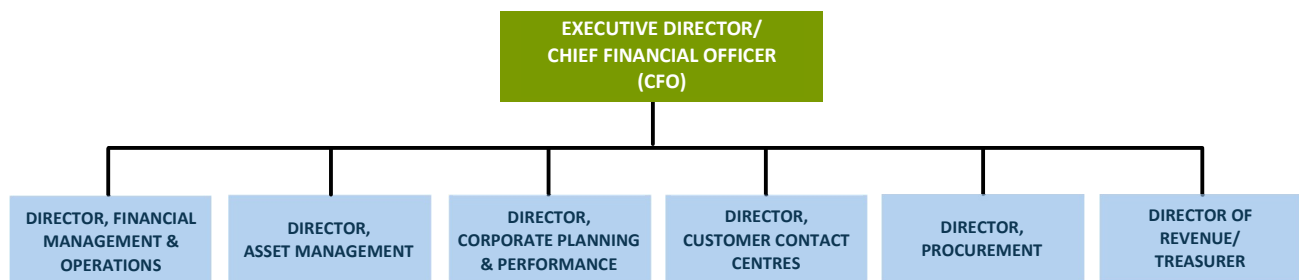 EXECUTIVE DIRECTOR/
CHIEF FINANCIAL OFFICER
(CFO)
DIRECTOR, FINANCIAL
MANAGEMENT &
OPERATIONS
DIRECTOR,
ASSET MANAGEMENT
DIRECTOR,
CORPORATE PLANNING
& PERFORMANCE
DIRECTOR,
CUSTOMER CONTACT
CENTRES
DIRECTOR,
PROCUREMENT
DIRECTOR OF
REVENUE/
TREASURER